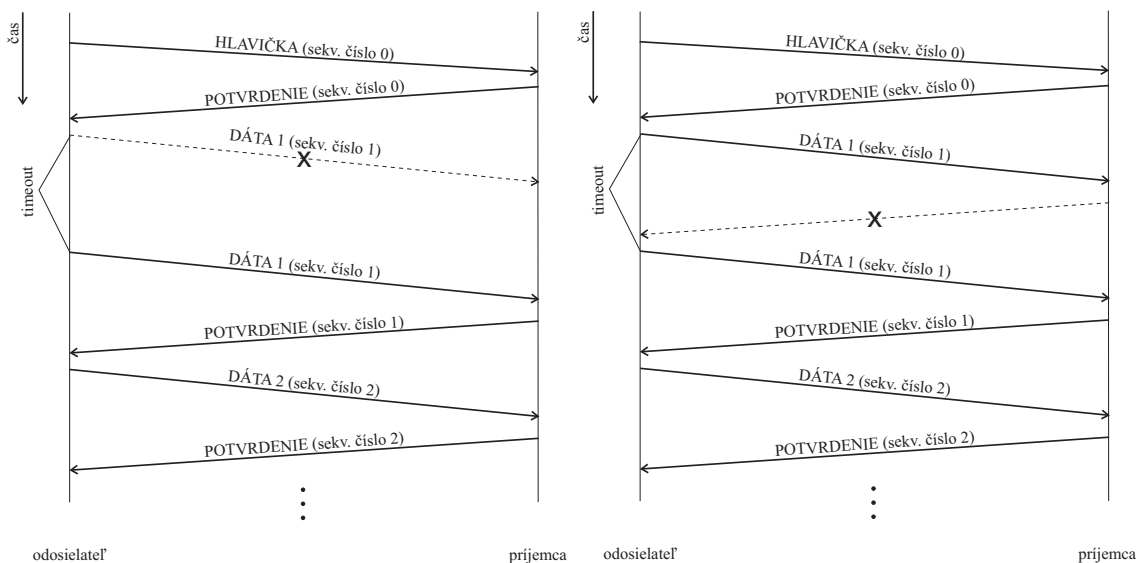 čas
HLAVIČKA (sekv. číslo 0)
POTVRDENIE (sekv. číslo 0)
DÁTA 1 (sekv. číslo 1)
X
timeout
DÁTA 1 (sekv. číslo 1)
POTVRDENIE (sekv. číslo 1)
DÁTA 2 (sekv. číslo 2)
POTVRDENIE (sekv. číslo 2)
odosielateľ
príjemca
čas
HLAVIČKA (sekv. číslo 0)
POTVRDENIE (sekv. číslo 0)
DÁTA 1 (sekv. číslo 1)
timeout
X
DÁTA 1 (sekv. číslo 1)
POTVRDENIE (sekv. číslo 1)
DÁTA 2 (sekv. číslo 2)
POTVRDENIE (sekv. číslo 2)
odosielateľ
príjemca